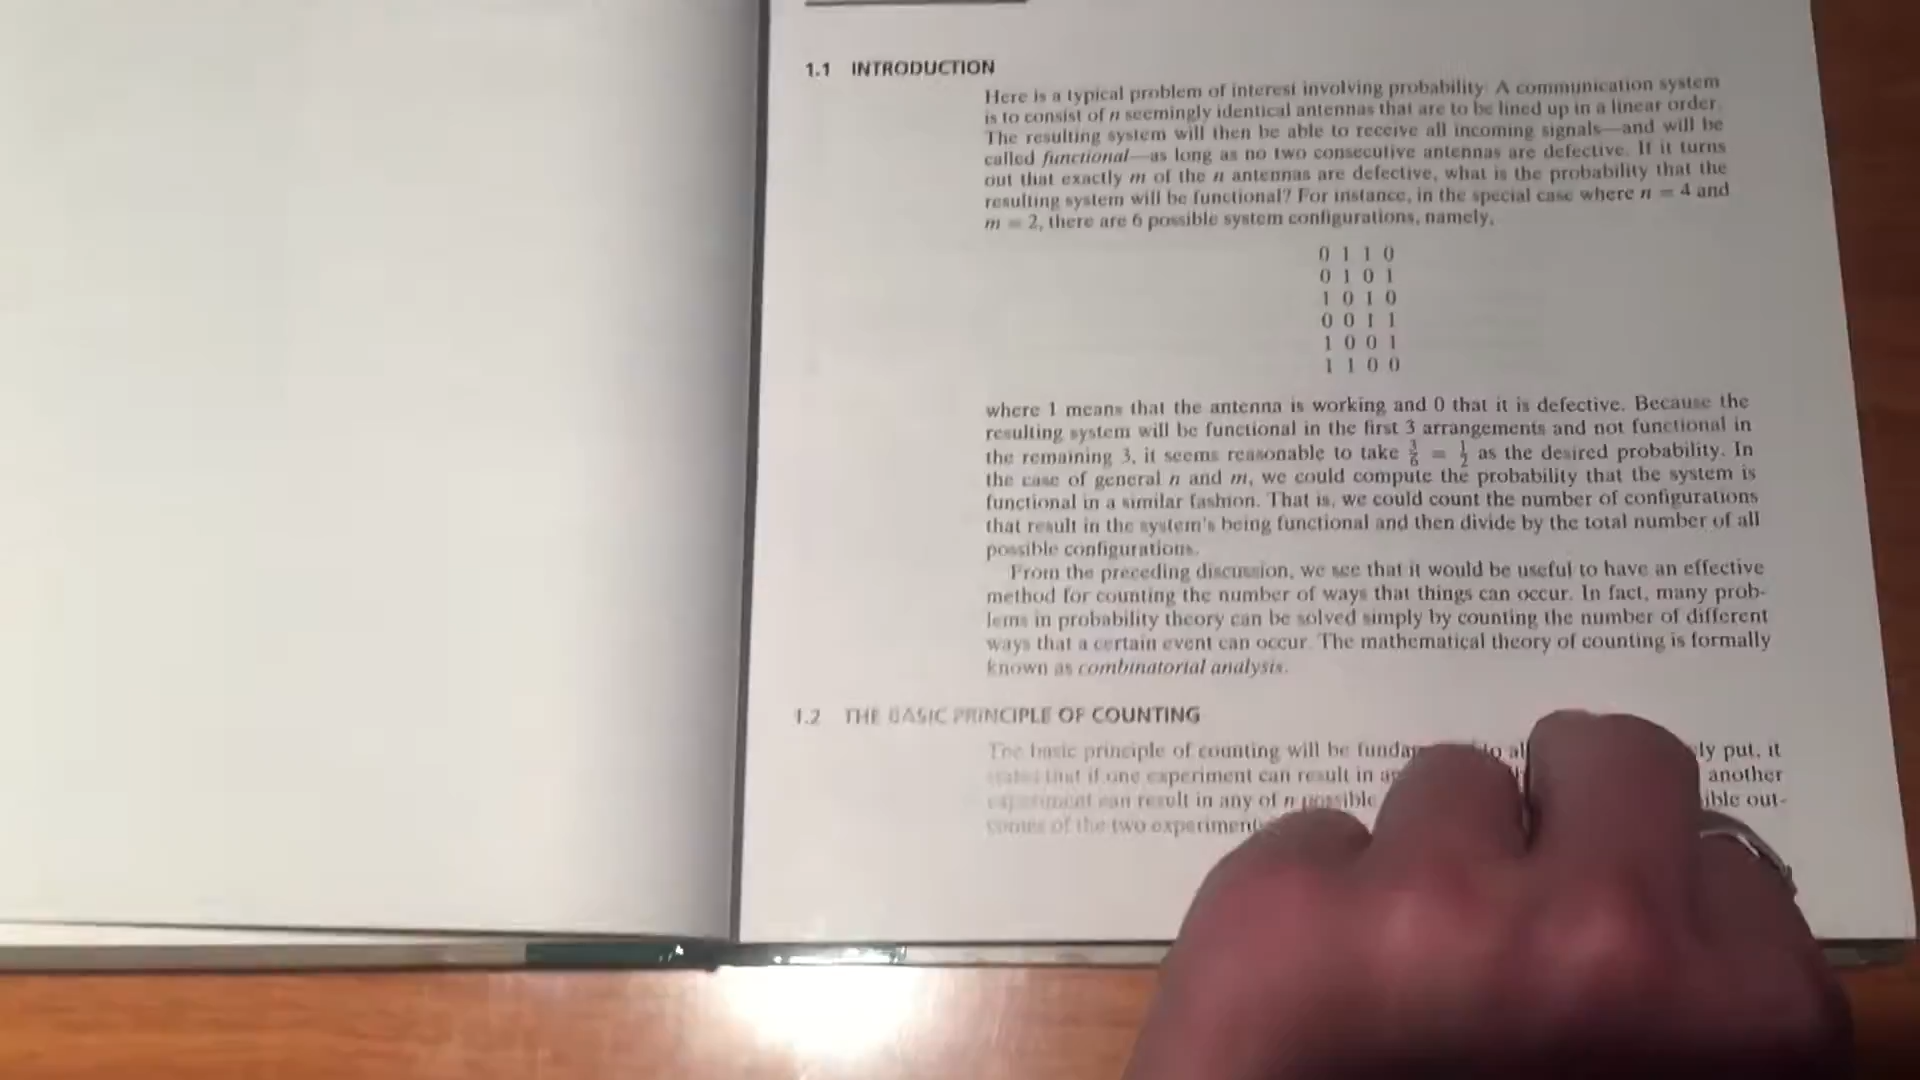 1.1 INTRODUCTION
Here is a typical problem of interest involving probability: A communication system
is to consist of n seemingly identical antennas that are to be lined up in a linear order.
The resulting system will then be able to receive all incoming signals—and will be
called functional—as long as no two consecutive antennas are defective. If it turns
out that exactly m of the n antennas are defective, what is the probability that the
resulting system will be functional? For instance, in the special case where n = 4 and
m = 2, there are 6 possible system configurations, namely,
0 1 1 0
0 1 0 1
1 0 1 0
0 0 1 1
1 0 0 1
1 1 0 0
where 1 means that the antenna is working and 0 that it is defective. Because the
resulting system will be functional in the first 3 arrangements and not functional in
the remaining 3, it seems reasonable to take 3/6 = 1/2 as the desired probability. In
the case of general n and m, we could compute the probability that the system is
functional in a similar fashion. That is, we could count the number of configurations
that result in the system's being functional and then divide by the total number of all
possible configurations.
From the preceding discussion, we see that it would be useful to have an effective
method for counting the number of ways that things can occur. In fact, many prob-
lems in probability theory can be solved simply by counting the number of different
ways that a certain event can occur. The mathematical theory of counting is formally
known as combinatorial analysis.
1.2 THE BASIC PRINCIPLE OF COUNTING
The basic principle of counting will be to put, it
that if one experiment can result in another
experiment can result in any of n possible out-
comes of the two